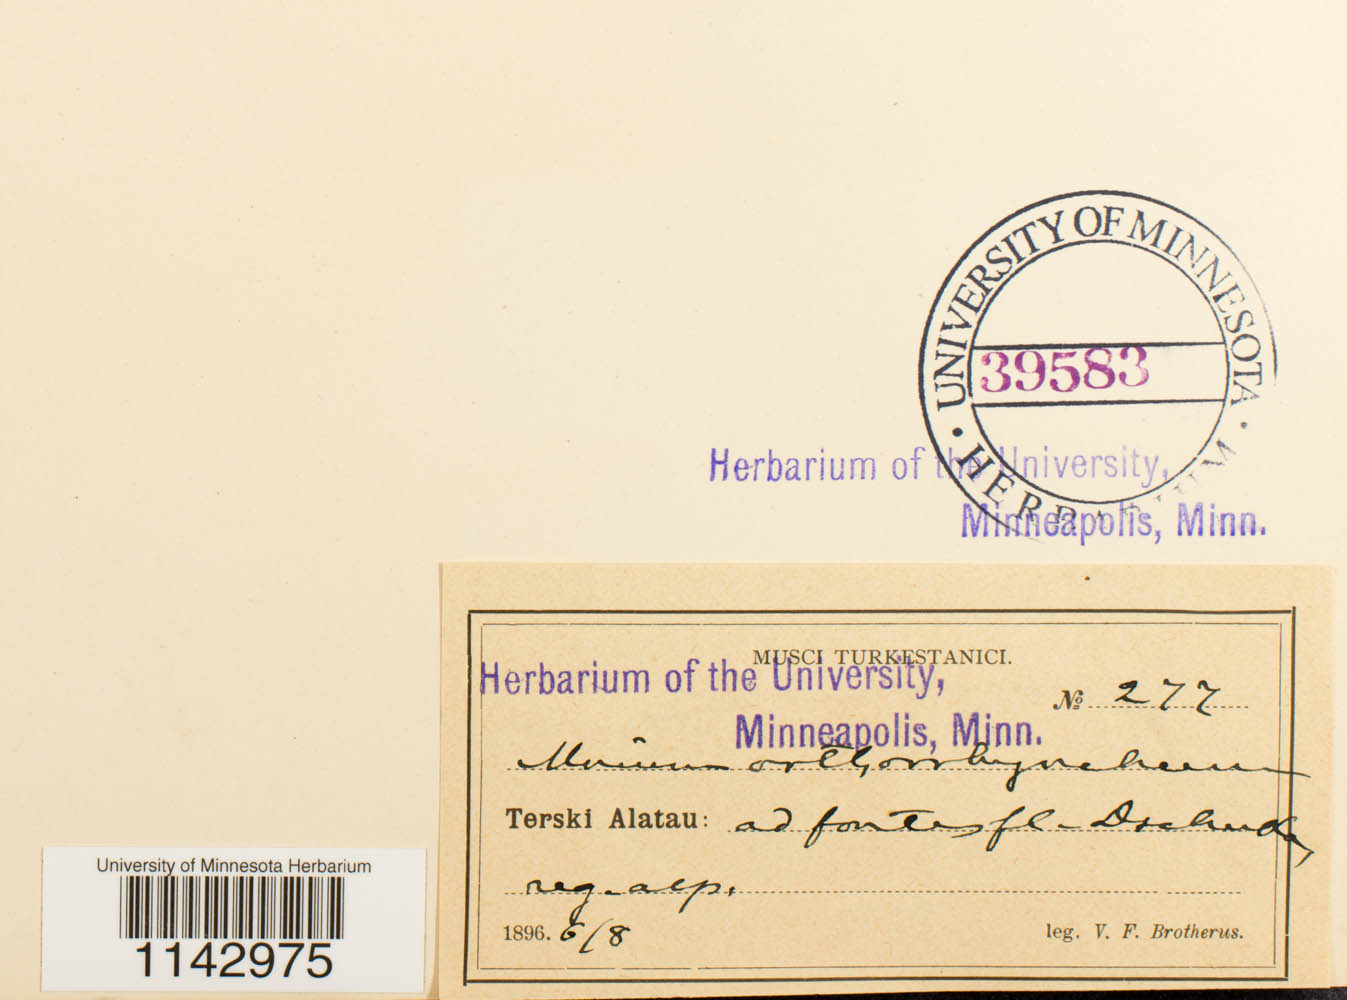 UNIVERSITY OF MINNESOTA
39583
HERBARIUM
Herbarium of the University,
Minneapolis, Minn.
MUSCI TURKESTANICI.
Herbarium of the University,
Minneapolis, Minn.
№ 277
Mnium orthorrhynchum
Terski Alatau: ad fontes fl. Dschuka,
reg. alp.
1896. 6/8
leg. V. F. Brotherus.
University of Minnesota Herbarium
1142975